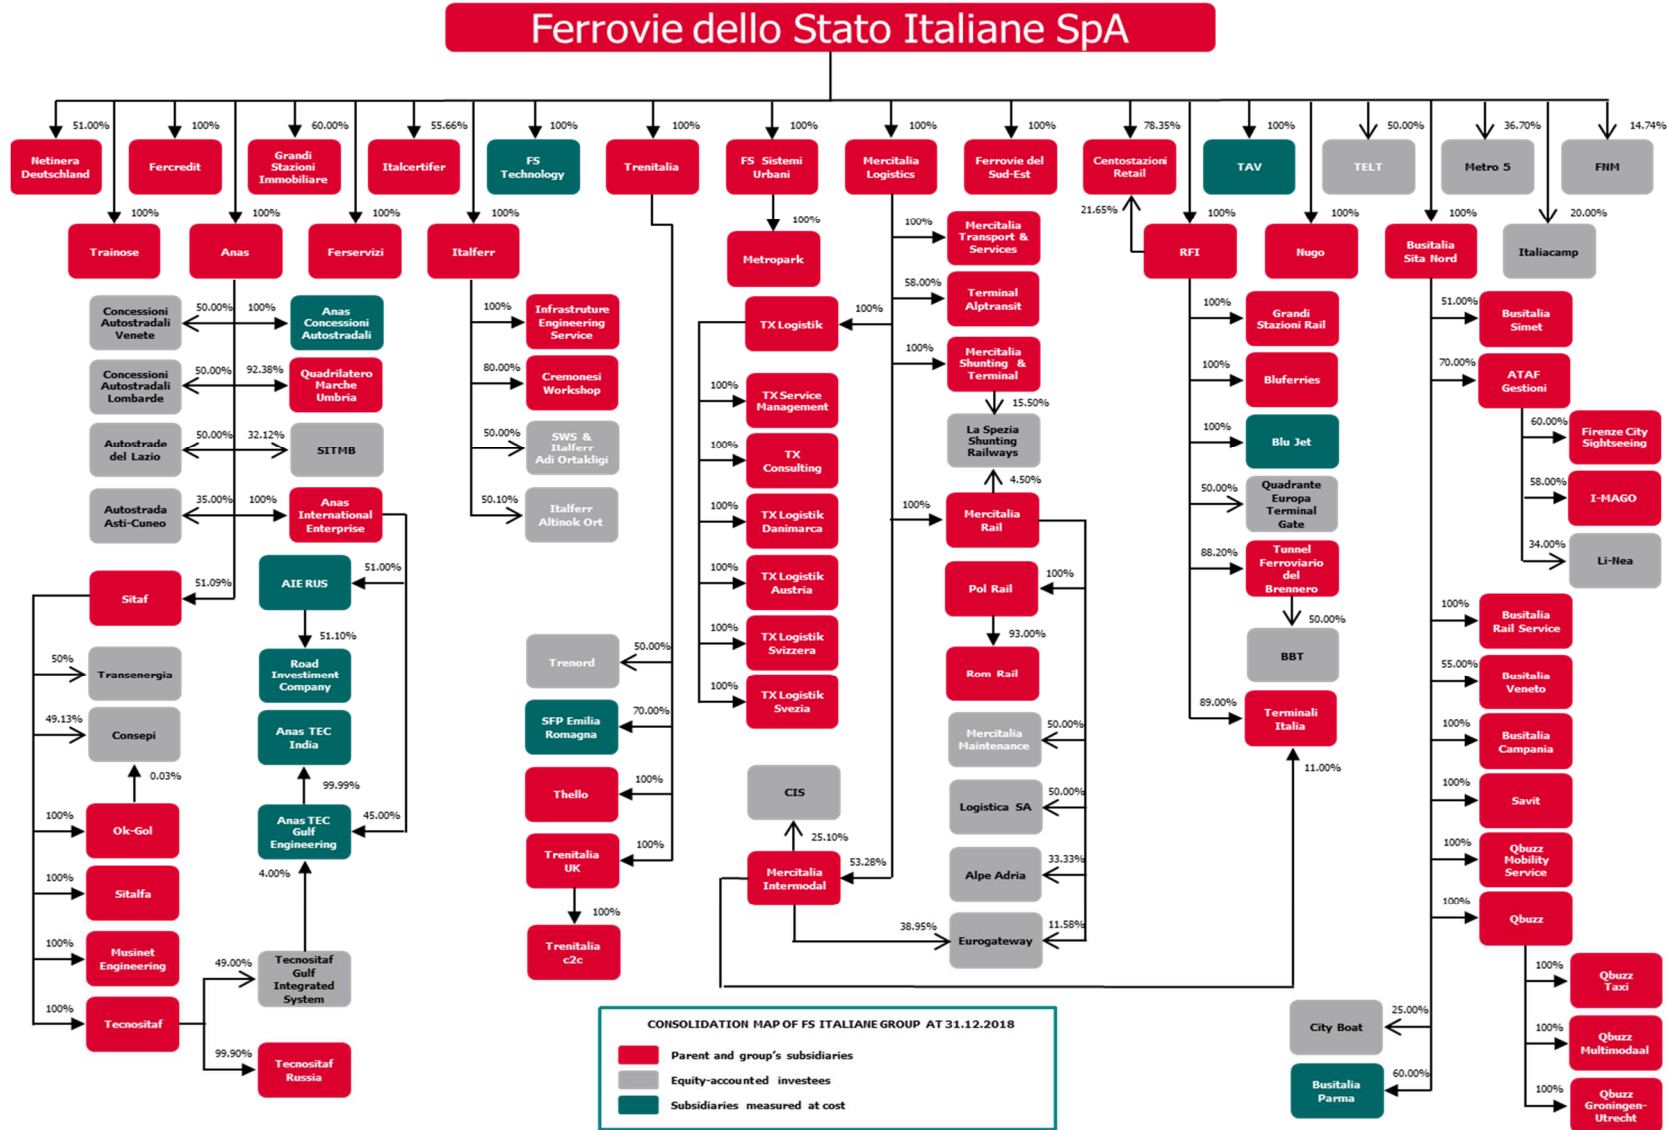 Ferrovie dello Stato Italiane SpA
51.00%
100%
60.00%
55.66%
100%
100%
100%
100%
100%
78.35%
100%
50.00%
36.70%
14.74%
Netinera
Deutschland
Fercredit
Grandi
Stazioni
Immobiliare
Italcertifer
FS
Technology
Trenitalia
FS Sistemi
Urbani
Mercitalia
Logistics
Ferrovie del
Sud-Est
Centostazioni
Retail
TAV
TELT
Metro 5
FNM
100%
100%
100%
100%
21.65%
100%
100%
100%
20.00%
Trainose
Anas
Ferservizi
Italferr
100%
Metropark
100%
Mercitalia
Transport &
Services
RFI
Nugo
Busitalia
Sita Nord
Italiacamp
Concessioni
Autostradali
Venete
50.00%
100%
Anas
Concessioni
Autostradali
Concessioni
Autostradali
Lombarde
50.00%
92.38%
Quadrilatero
Marche
Umbria
Autostrade
del Lazio
50.00%
32.12%
SITMB
Autostrada
Asti-Cuneo
35.00%
100%
Anas
International
Enterprise
Sitaf
51.09%
AIE RUS
51.00%
51.10%
Road
Investiment
Company
Anas TEC
India
99.99%
Anas TEC
Gulf
Engineering
45.00%
4.00%
50%
Transenergia
49.13%
Consepi
0.03%
100%
Ok-Gol
100%
Sitalfa
100%
Musinet
Engineering
100%
Tecnositaf
49.00%
Tecnositaf
Gulf
Integrated
System
99.90%
Tecnositaf
Russia
100%
Infrastruture
Engineering
Service
80.00%
Cremonesi
Workshop
50.00%
SWS &
Italferr
Adi Ortakligi
50.10%
Italferr
Altinok Ort
Trenord
50.00%
SFP Emilia
Romagna
70.00%
Thello
100%
Trenitalia
UK
100%
100%
Trenitalia
c2c
TX Logistik
100%
100%
TX Service
Management
100%
TX
Consulting
100%
TX Logistik
Danimarca
100%
TX Logistik
Austria
100%
TX Logistik
Svizzera
100%
TX Logistik
Svezia
CIS
25.10%
Mercitalia
Intermodal
53.28%
38.95%
58.00%
Terminal
Alptransit
100%
Mercitalia
Shunting &
Terminal
15.50%
La Spezia
Shunting
Railways
4.50%
100%
Mercitalia
Rail
Pol Rail
100%
93.00%
Rom Rail
Mercitalia
Maintenance
50.00%
Logistica SA
50.00%
Alpe Adria
33.33%
Eurogateway
11.58%
100%
Grandi
Stazioni Rail
100%
Bluferries
100%
Blu Jet
50.00%
Quadrante
Europa
Terminal
Gate
88.20%
Tunnel
Ferroviario
del
Brennero
50.00%
BBT
89.00%
Terminali
Italia
11.00%
51.00%
Busitalia
Simet
70.00%
ATAF
Gestioni
60.00%
Firenze City
Sightseeing
58.00%
I-MAGO
34.00%
Li-Nea
100%
Busitalia
Rail Service
55.00%
Busitalia
Veneto
100%
Busitalia
Campania
100%
Savit
100%
Qbuzz
Mobility
Service
100%
Qbuzz
100%
Qbuzz
Taxi
100%
Qbuzz
Multimodaal
100%
Qbuzz
Groningen-
Utrecht
City Boat
25.00%
Busitalia
Parma
60.00%
CONSOLIDATION MAP OF FS ITALIANE GROUP AT 31.12.2018
Parent and group's subsidiaries
Equity-accounted investees
Subsidiaries measured at cost